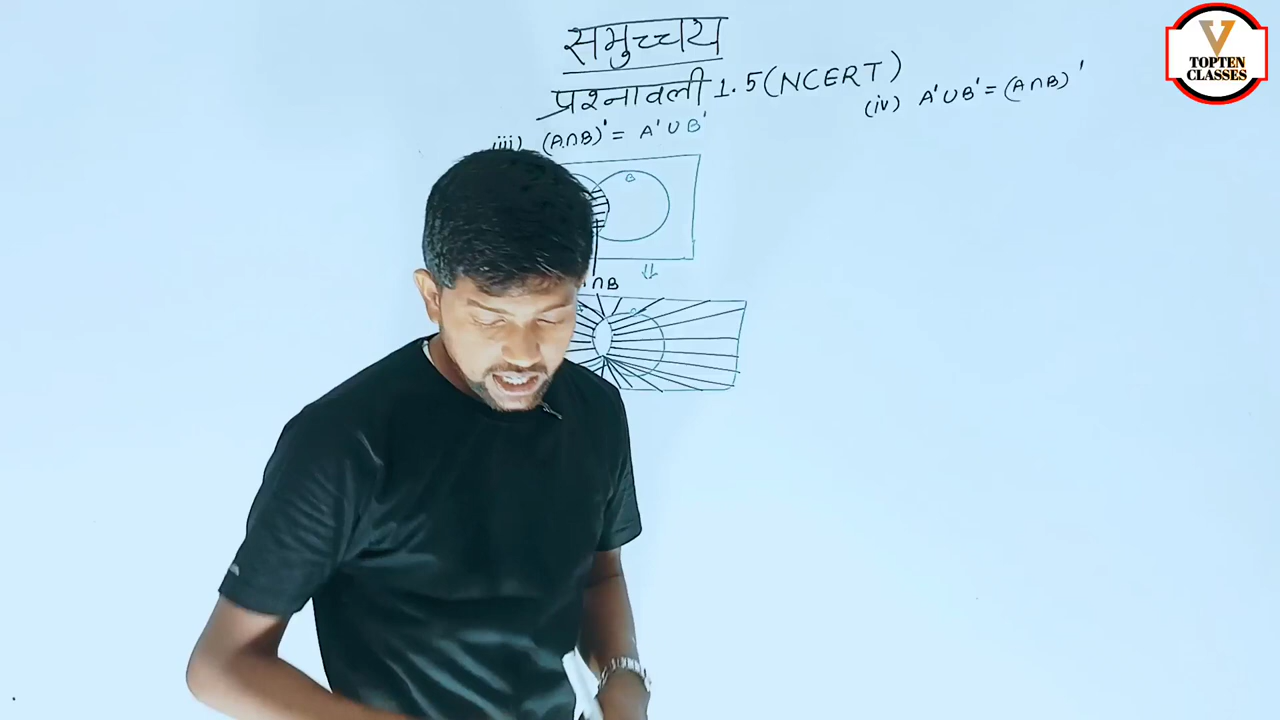 समुच्चय
प्रश्नावली 1.5 (NCERT)
iii) (A∩B)' = A' ∪ B'
(iv) A' ∪ B' = (A∩B)'
B
∩B
V
TOPTEN
CLASSES